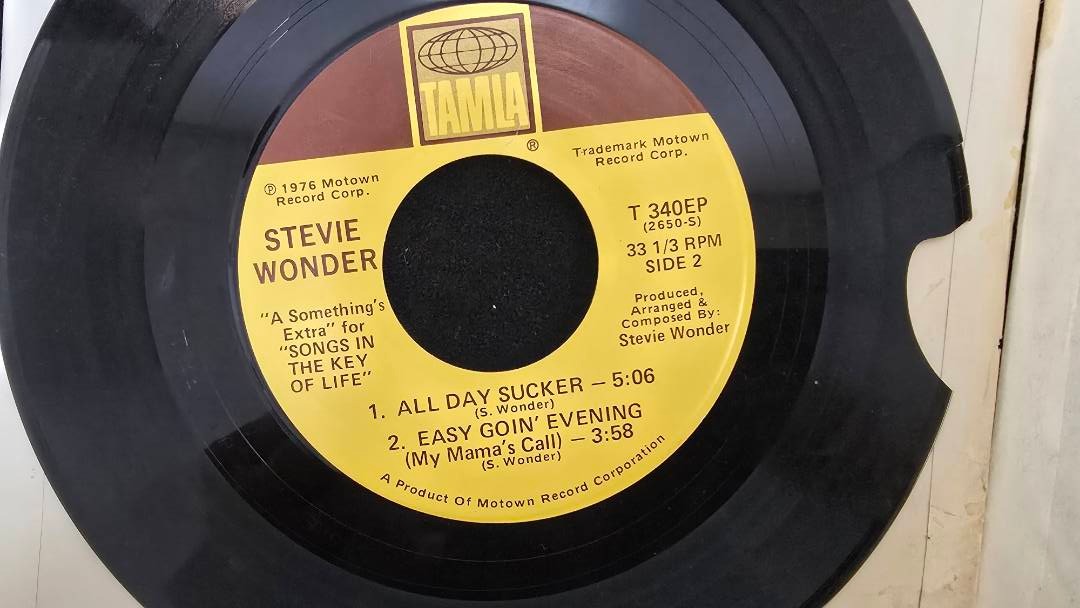 TAMLA
®
Trademark Motown
Record Corp.
℗ 1976 Motown
Record Corp.
STEVIE
WONDER
"A Something's
Extra" for
"SONGS IN
THE KEY
OF LIFE"
T 340EP
(2650-S)
33 1/3 RPM
SIDE 2
Produced,
Arranged &
Composed By:
Stevie Wonder
1. ALL DAY SUCKER — 5:06
(S. Wonder)
2. EASY GOIN' EVENING
(My Mama's Call) — 3:58
(S. Wonder)
A Product Of Motown Record Corporation